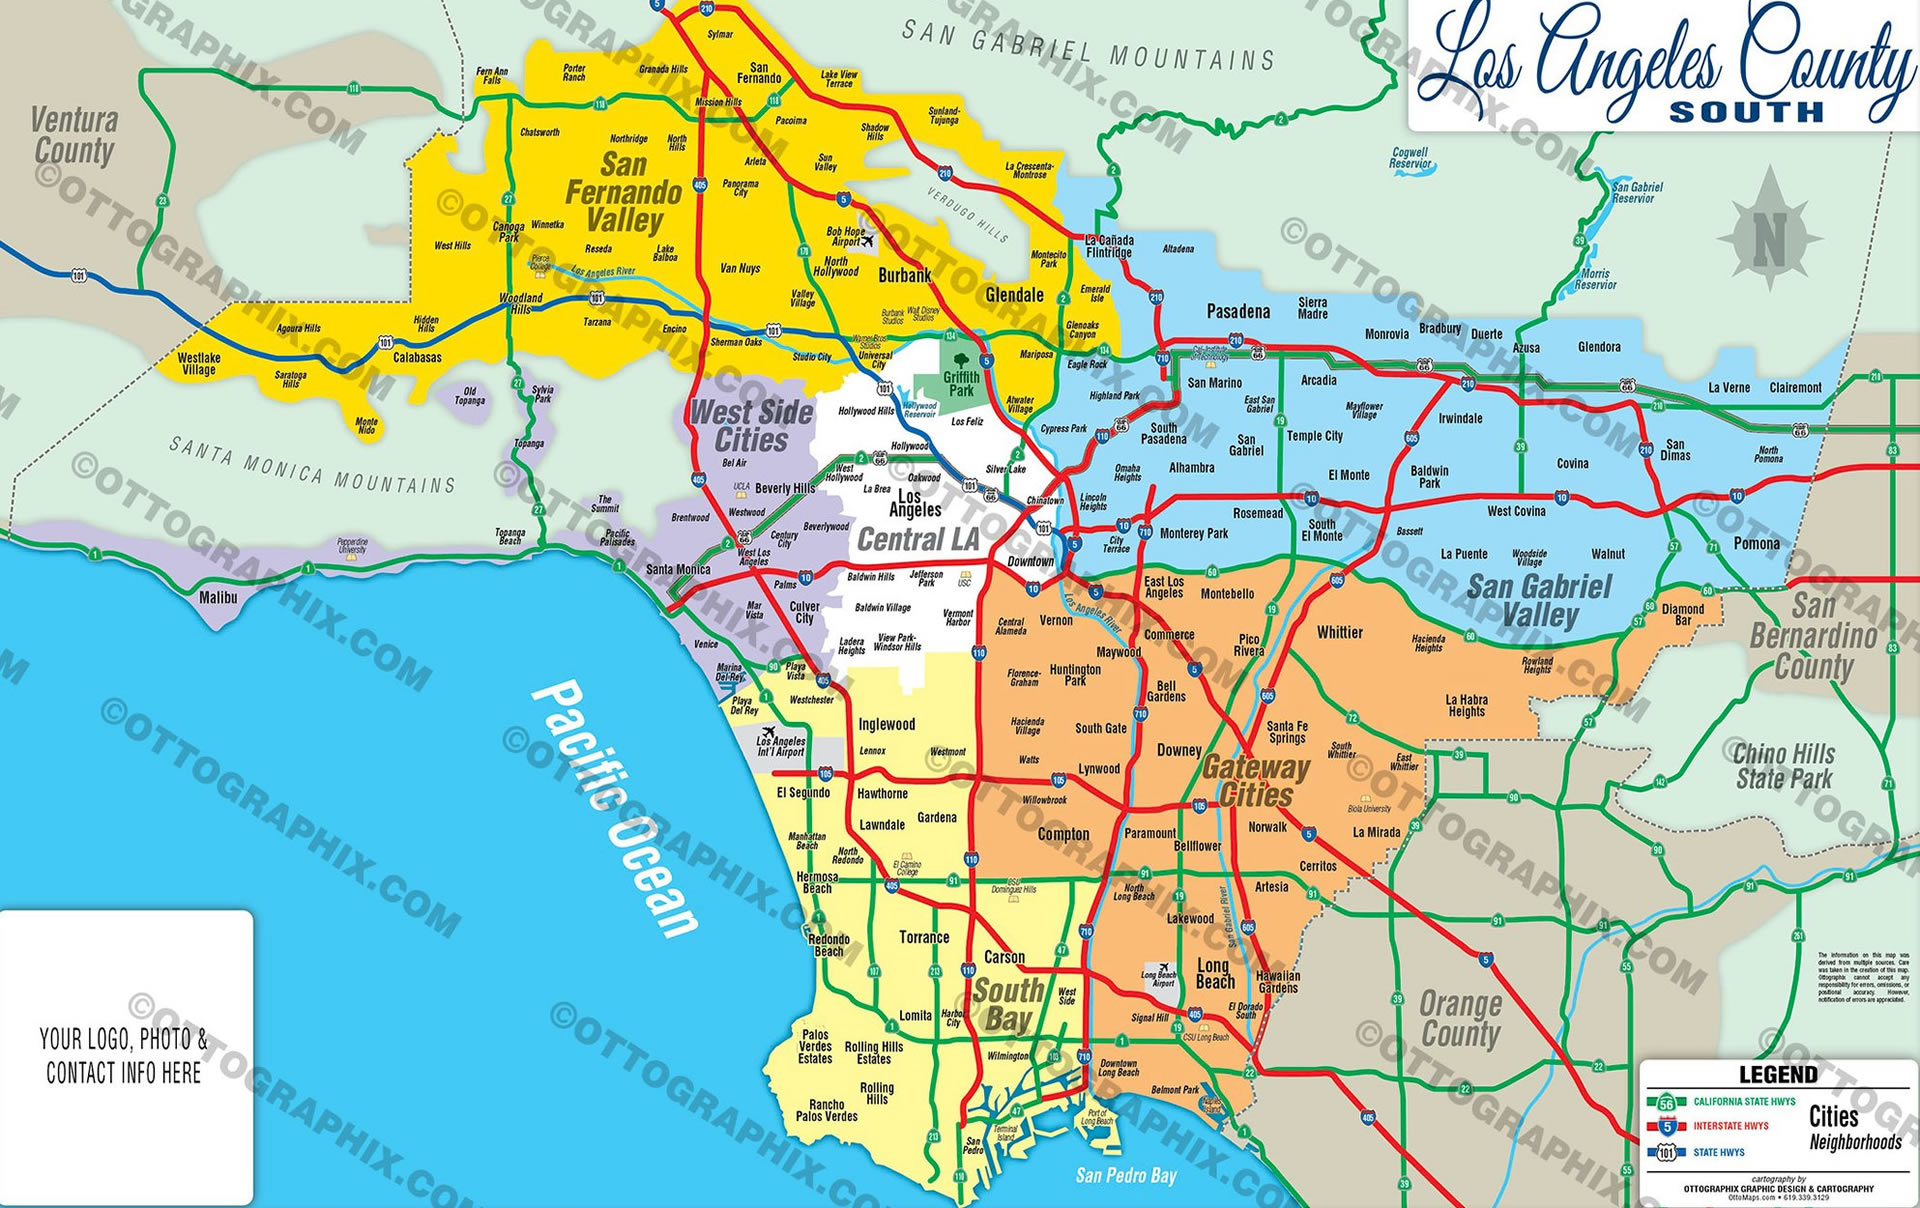 Los Angeles County
SOUTH
SAN GABRIEL MOUNTAINS
Ventura
County
Sylmar
Fern Ann
Falls
Porter
Ranch
Granada Hills
San
Fernando
Lake View
Terrace
Mission Hills
Pacoima
Sunland-
Tujunga
Shadow
Hills
Chatsworth
Northridge
North
Hills
Arleta
Sun
Valley
La Crescenta-
Montrose
San
Fernando
Valley
Panorama
City
VERDUGO HILLS
Cogwell
Reservior
San Gabriel
Reservior
Morris
Reservior
Canoga
Park
Winnetka
West Hills
Reseda
Lake
Balboa
Pierce
College
Los Angeles River
Van Nuys
Bob Hope
Airport
North
Hollywood
Burbank
Montecito
Park
La Cañada
Flintridge
Altadena
Valley
Village
Glendale
Emerald
Isle
Woodland
Hills
Tarzana
Encino
Sherman Oaks
Studio City
Burbank
Studios
Walt Disney
Studios
Warner Bros
Studios
Universal
City
Glenoaks
Canyon
Mariposa
Eagle Rock
Hidden
Hills
Agoura Hills
Calabasas
Westlake
Village
Saratoga
Hills
Monte
Nido
Old
Topanga
Sylvia
Park
Topanga
Topanga
Beach
SANTA MONICA MOUNTAINS
Pasadena
Sierra
Madre
Monrovia
Bradbury
Duerte
Azusa
Glendora
La Verne
Clairemont
San Marino
Arcadia
Highland Park
East San
Gabriel
Mayflower
Village
Irwindale
South
Pasadena
San
Gabriel
Temple City
San
Dimas
North
Pomona
Omaha
Heights
Alhambra
El Monte
Baldwin
Park
Covina
Lincoln
Heights
Rosemead
South
El Monte
West Covina
City
Terrace
Monterey Park
Bassett
La Puente
Woodside
Village
Walnut
Pomona
San Gabriel
Valley
Griffith
Park
Atwater
Village
Cypress Park
Hollywood Hills
Hollywood
Reservoir
Los Feliz
Hollywood
West
Hollywood
Oakwood
Silver Lake
La Brea
Los
Angeles
Chinatown
Central LA
Downtown
Baldwin Hills
Jefferson
Park
USC
Baldwin Village
Vermont
Harbor
Ladera
Heights
View Park-
Windsor Hills
West Side
Cities
Bel Air
UCLA
Beverly Hills
Westwood
Brentwood
The
Summit
Pacific
Palisades
Century
City
Beverlywood
West Los
Angeles
Santa Monica
Palms
Mar
Vista
Culver
City
Venice
Marina
Del Rey
Playa
Vista
Pepperdine
University
Malibu
Playa
Del Rey
Westchester
Los Angeles
Int'l Airport
Inglewood
Lennox
Westmont
El Segundo
Hawthorne
Lawndale
Gardena
Manhattan
Beach
North
Redondo
El Camino
College
Hermosa
Beach
CSU
Dominguez Hills
Redondo
Beach
Torrance
Carson
South
Bay
West
Side
Lomita
Harbor
City
Palos
Verdes
Estates
Rolling Hills
Estates
Wilmington
Rolling
Hills
Rancho
Palos Verdes
San
Pedro
Terminal
Island
Port of
Long Beach
San Pedro Bay
Pacific Ocean
East Los
Angeles
Montebello
Los Angeles River
Central
Alameda
Vernon
Commerce
Pico
Rivera
Whittier
Hacienda
Heights
Rowland
Heights
Diamond
Bar
Maywood
Florence-
Graham
Huntington
Park
Bell
Gardens
La Habra
Heights
Hacienda
Village
South Gate
Santa Fe
Springs
South
Whittier
East
Whittier
Watts
Lynwood
Downey
Gateway
Cities
Willowbrook
Compton
Paramount
Bellflower
Norwalk
Biola University
La Mirada
Cerritos
North
Long Beach
Artesia
Lakewood
San Gabriel River
Long Beach
Airport
Long
Beach
Hawaiian
Gardens
Signal Hill
El Dorado
South
CSU Long Beach
Downtown
Long Beach
Belmont Park
San
Bernardino
County
Chino Hills
State Park
Orange
County
YOUR LOGO, PHOTO &
CONTACT INFO HERE
The information on this map was
derived from multiple sources. Care
was taken in the creation of this map.
Ottographix cannot accept any
responsibility for errors, omissions, or
positional accuracy. However,
notification of errors are appreciated.
LEGEND
56 CALIFORNIA STATE HWYS
5 INTERSTATE HWYS
101 STATE HWYS
Cities
Neighborhoods
cartography by
OTTOGRAPHIX GRAPHIC DESIGN & CARTOGRAPHY
OttoMaps.com • 619.339.3129
©OTTOGRAPHIX.COM